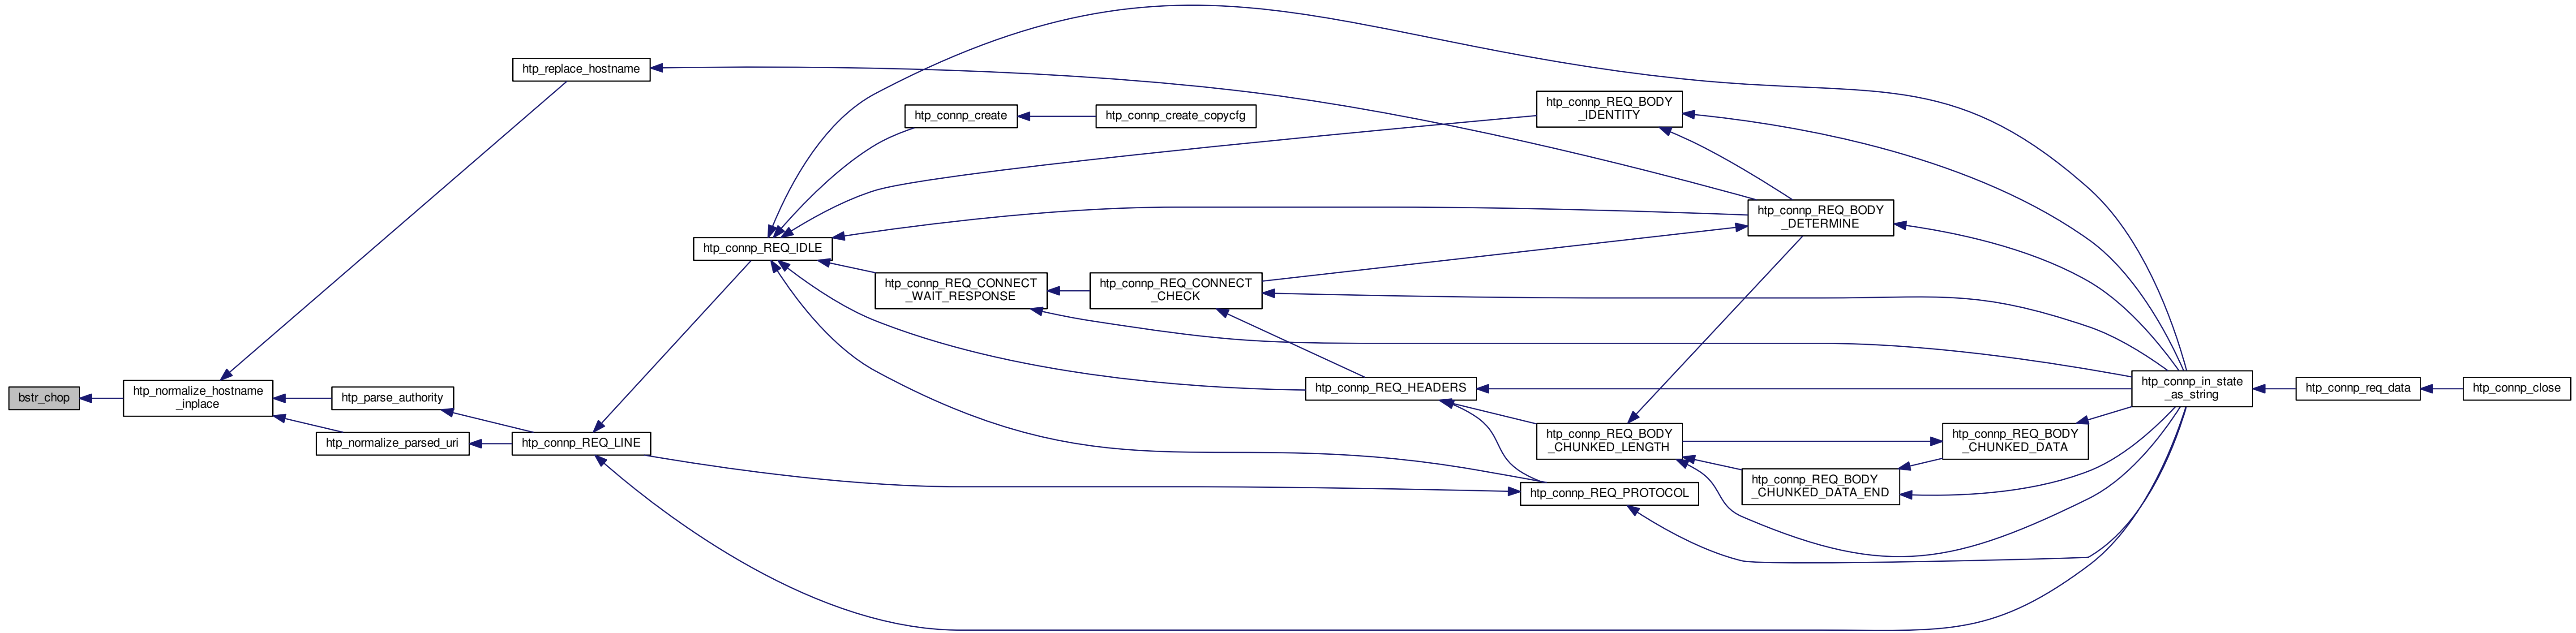 bstr_chop
htp_normalize_hostname
_inplace
htp_replace_hostname
htp_parse_authority
htp_normalize_parsed_uri
htp_connp_REQ_LINE
htp_connp_REQ_IDLE
htp_connp_create
htp_connp_create_copycfg
htp_connp_REQ_CONNECT
_WAIT_RESPONSE
htp_connp_REQ_CONNECT
_CHECK
htp_connp_REQ_HEADERS
htp_connp_REQ_BODY
_IDENTITY
htp_connp_REQ_BODY
_DETERMINE
htp_connp_REQ_BODY
_CHUNKED_LENGTH
htp_connp_REQ_PROTOCOL
htp_connp_REQ_BODY
_CHUNKED_DATA_END
htp_connp_REQ_BODY
_CHUNKED_DATA
htp_connp_in_state
_as_string
htp_connp_req_data
htp_connp_close